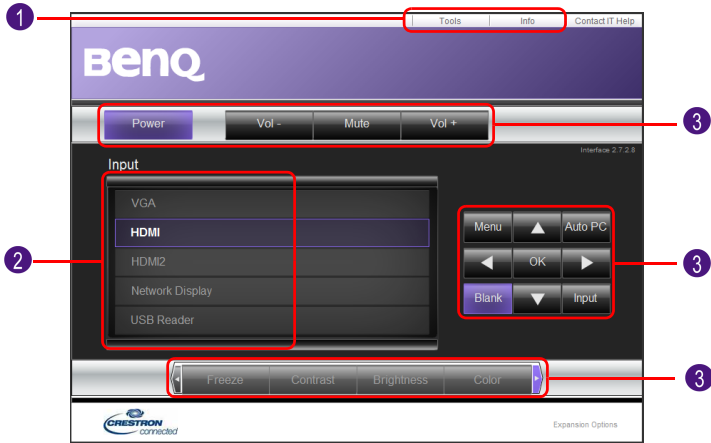 1
Tools Info Contact IT Help
BenQ
Power Vol - Mute Vol +
3
Interface 2.7.2.8
Input
VGA
HDMI
HDMI2
Network Display
USB Reader
2
Menu Auto PC
OK
Blank Input
3
Freeze Contrast Brightness Color
3
CRESTRON
connected
Expansion Options